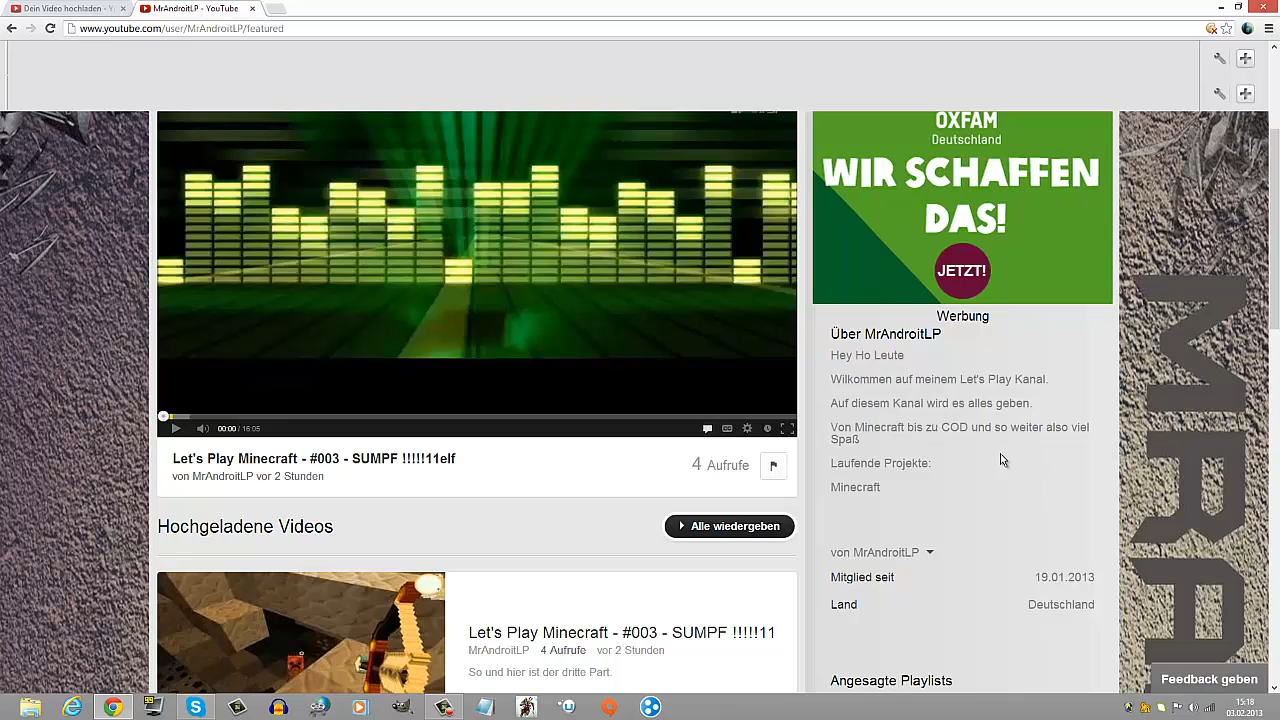 Dein Video hochladen - Y
MrAndroitLP - YouTube
www.youtube.com/user/MrAndroitLP/featured
OXFAM
Deutschland
WIR SCHAFFEN
DAS!
JETZT!
Werbung
Über MrAndroitLP
Hey Ho Leute
Wilkommen auf meinem Let's Play Kanal.
Auf diesem Kanal wird es alles geben.
Von Minecraft bis zu COD und so weiter also viel
Spaß
Laufende Projekte:
Minecraft
von MrAndroitLP
Mitglied seit 19.01.2013
Land Deutschland
Angesagte Playlists
00:00 / 16:05
Let's Play Minecraft - #003 - SUMPF !!!!!11elf
von MrAndroitLP vor 2 Stunden
4 Aufrufe
Hochgeladene Videos
Alle wiedergeben
Let's Play Minecraft - #003 - SUMPF !!!!!11
MrAndroitLP 4 Aufrufe vor 2 Stunden
So und hier ist der dritte Part.
MRA
Feedback geben
15:18
03.02.2013